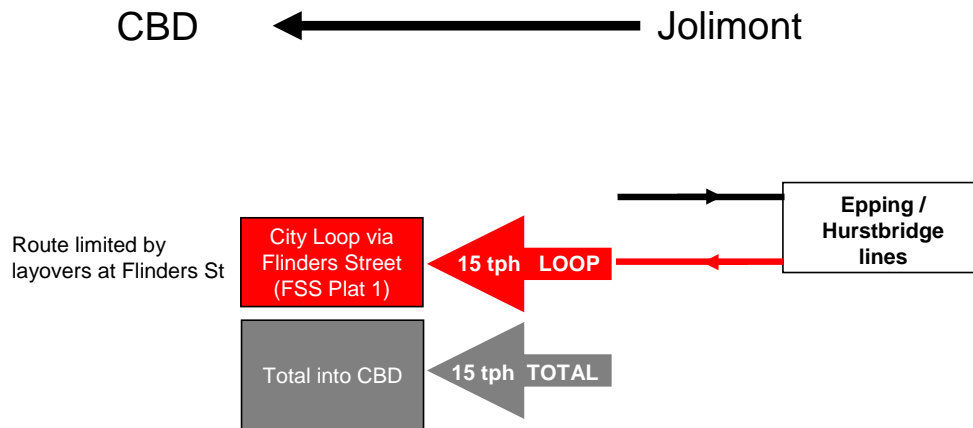 CBD
Jolimont
Epping /
Hurstbridge
lines
Route limited by
layovers at Flinders St
City Loop via
Flinders Street
(FSS Plat 1)
15 tph LOOP
Total into CBD
15 tph TOTAL